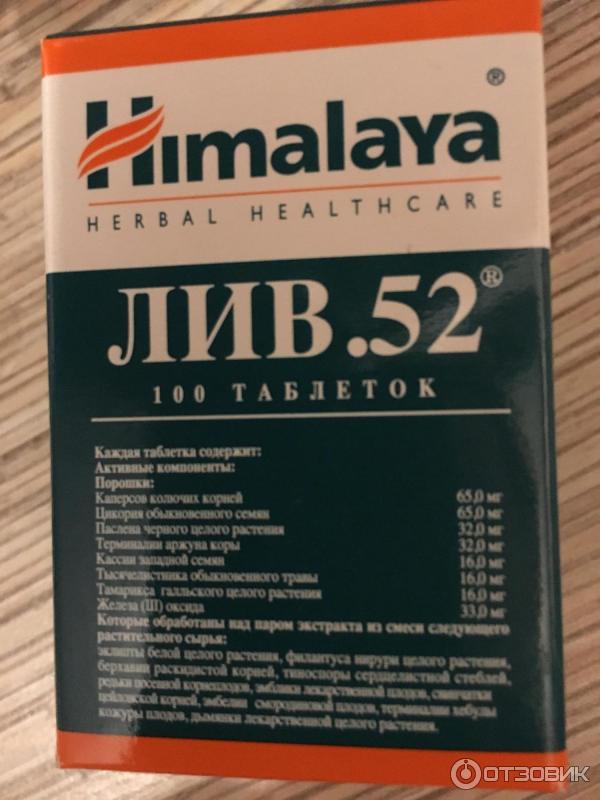 Himalaya ®
HERBAL HEALTHCARE
ЛИВ.52®
100 ТАБЛЕТОК
Каждая таблетка содержит:
Активные компоненты:
Порошки:
Каперсов колючих корней 65,0 мг
Цикория обыкновенного семян 65,0 мг
Паслена черного целого растения 32,0 мг
Терминалии аржуна коры 32,0 мг
Кассии западной семян 16,0 мг
Тысячелистника обыкновенного травы 16,0 мг
Тамарикса галльского целого растения 16,0 мг
Железа (III) оксида 33,0 мг
Которые обработаны над паром экстракта из смеси следующего
растительного сырья:
эклипты белой целого растения, филантуса нирури целого растения,
берхавии раскидистой корней, тиноспоры сердцелистной стеблей,
редьки посевной корнеплодов, эмблики лекарственной плодов, свинчатки
цейлонской корней, эмбелии смородиновой плодов, терминалии хебулы
кожуры плодов, дымянки лекарственной целого растения.
ОТЗОВИК